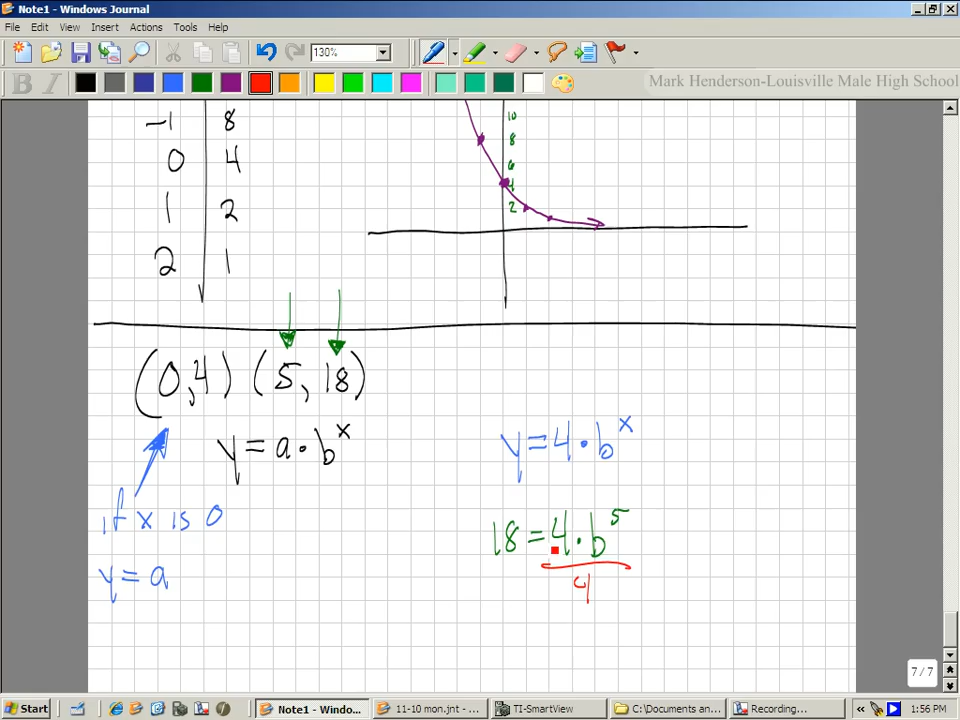 Note1 - Windows Journal
File Edit View Insert Actions Tools Help
130%
B I
Mark Henderson-Louisville Male High School
-1 8
0 4
1 2
2 1
10
8
6
4
2
(0,4) (5,18)
y = a · b^x
if x is 0
y = a
y = 4 · b^x
18 = 4 · b^5
4
7/7
Start
Note1 - Windo...
11-10 mon.jnt - ...
TI-SmartView
C:\Documents an...
Recording...
«
1:56 PM